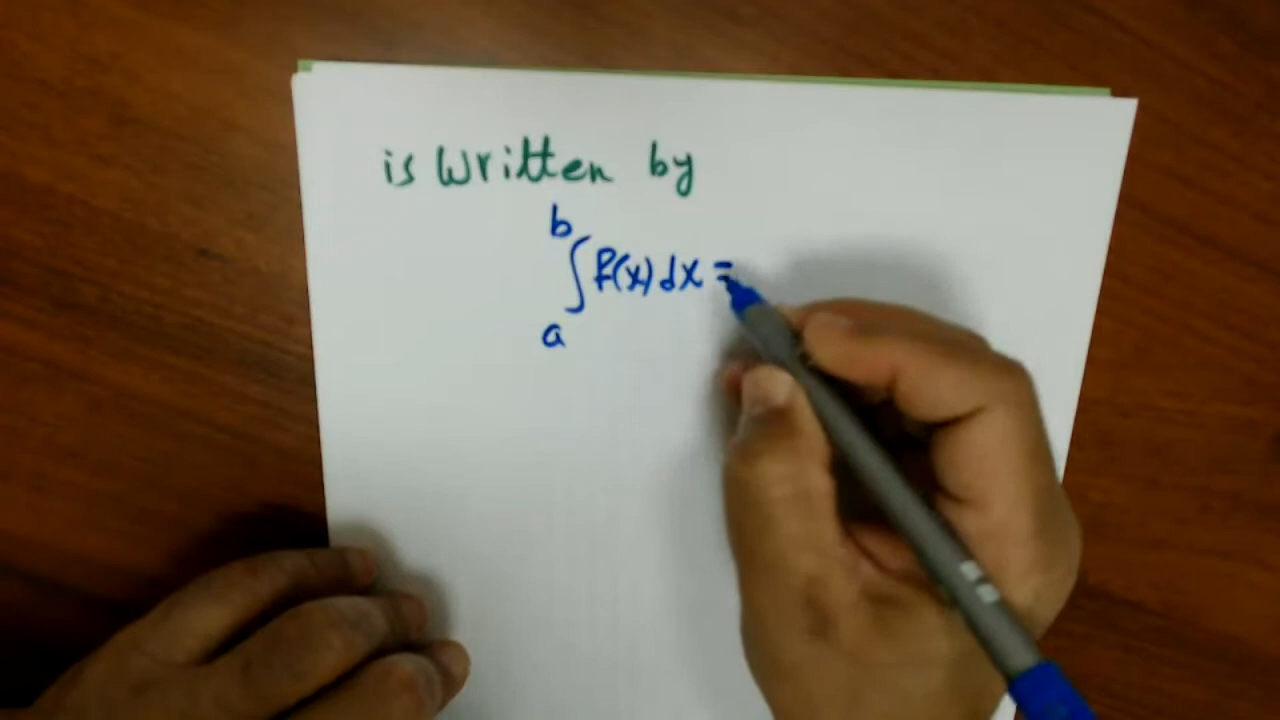 is written by
b
∫ f(x) dx =
a